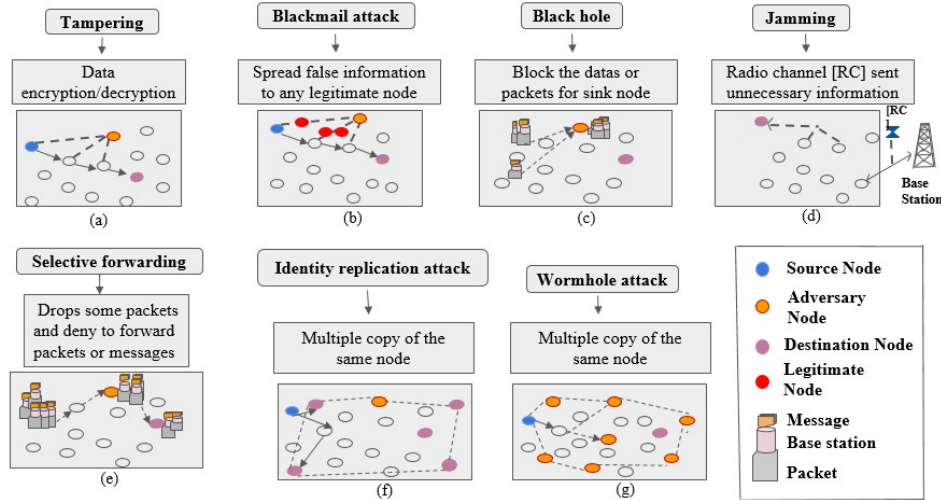 Tampering
Data
encryption/decryption
(a)
Blackmail attack
Spread false information
to any legitimate node
(b)
Black hole
Block the datas or
packets for sink node
(c)
Jamming
Radio channel [RC] sent
unnecessary information
[RC
]
Base
Station
(d)
Selective forwarding
Drops some packets
and deny to forward
packets or messages
(e)
Identity replication attack
Multiple copy of the
same node
(f)
Wormhole attack
Multiple copy of the
same node
(g)
Source Node
Adversary
Node
Destination Node
Legitimate
Node
Message
Base station
Packet